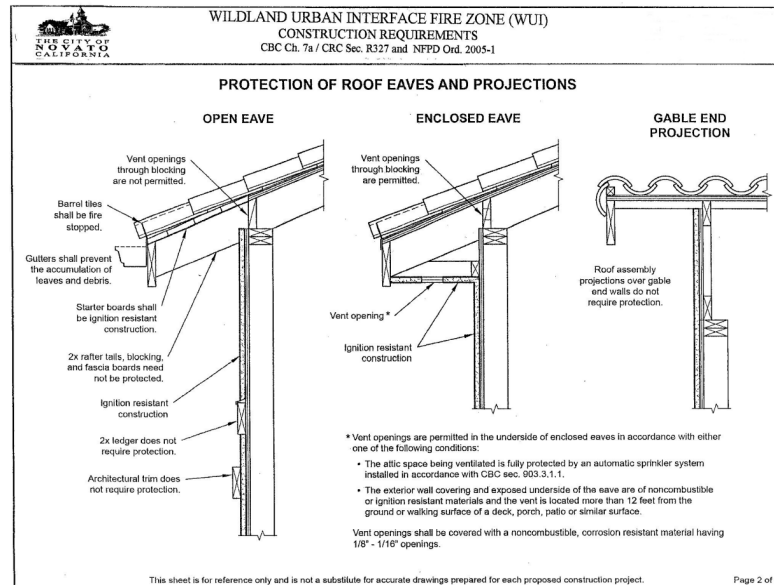 THE CITY OF
NOVATO
CALIFORNIA
WILDLAND URBAN INTERFACE FIRE ZONE (WUI)
CONSTRUCTION REQUIREMENTS
CBC Ch. 7a / CRC Sec. R327 and NFPD Ord. 2005-1
PROTECTION OF ROOF EAVES AND PROJECTIONS
OPEN EAVE
Vent openings
through blocking
are not permitted.
Barrel tiles
shall be fire
stopped.
Gutters shall prevent
the accumulation of
leaves and debris.
Starter boards shall
be ignition resistant
construction.
2x rafter tails, blocking,
and fascia boards need
not be protected.
Ignition resistant
construction
2x ledger does not
require protection.
Architectural trim does
not require protection.
ENCLOSED EAVE
Vent openings
through blocking
are permitted.
Vent opening *
Ignition resistant
construction
GABLE END
PROJECTION
Roof assembly
projections over gable
end walls do not
require protection.
* Vent openings are permitted in the underside of enclosed eaves in accordance with either
one of the following conditions:
• The attic space being ventilated is fully protected by an automatic sprinkler system
installed in accordance with CBC sec. 903.3.1.1.
• The exterior wall covering and exposed underside of the eave are of noncombustible
or ignition resistant materials and the vent is located more than 12 feet from the
ground or walking surface of a deck, porch, patio or similar surface.
Vent openings shall be covered with a noncombustible, corrosion resistant material having
1/8" - 1/16" openings.
This sheet is for reference only and is not a substitute for accurate drawings prepared for each proposed construction project.
Page 2 of